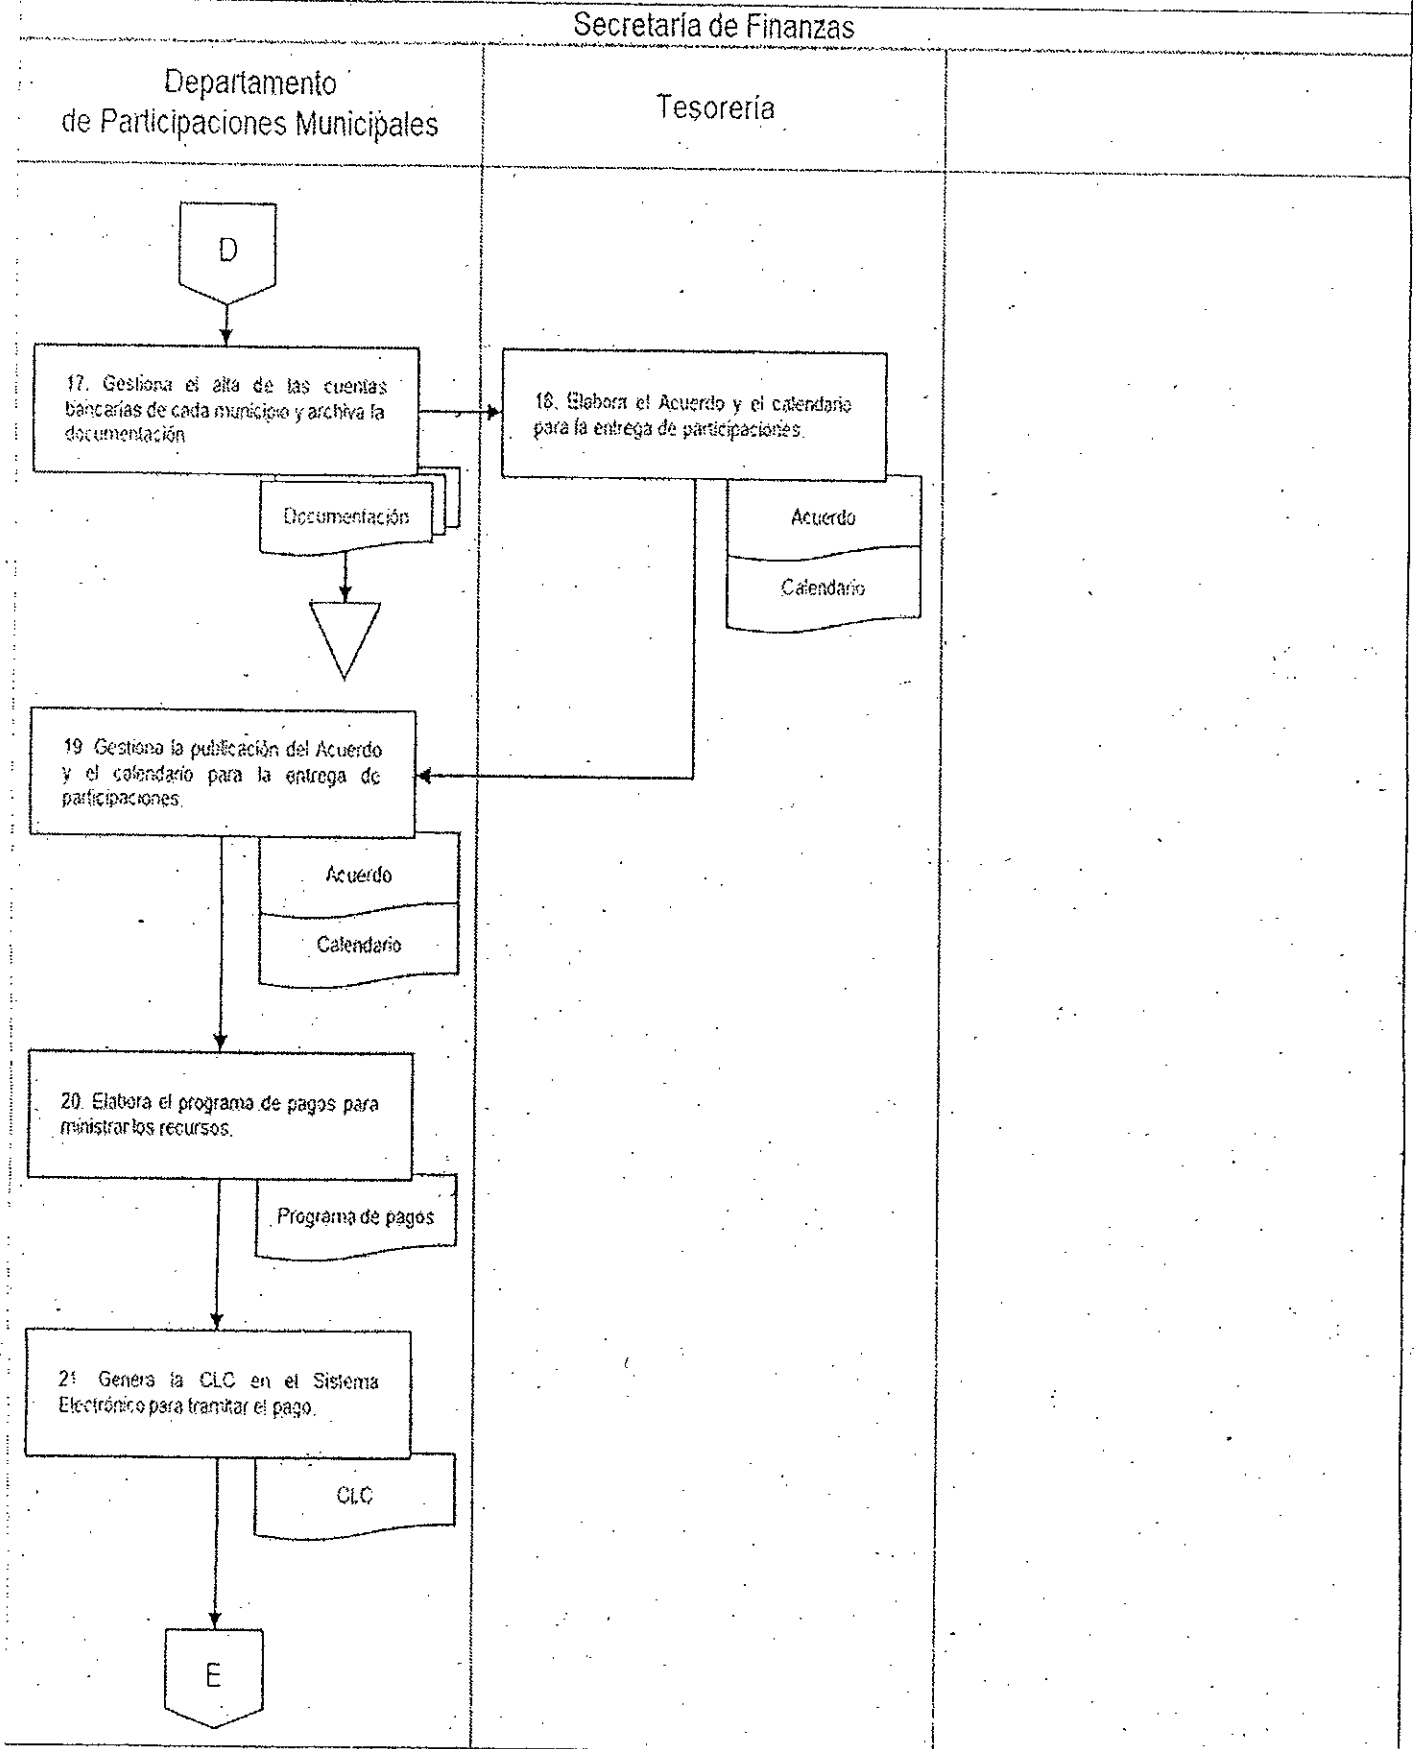 Secretaría de Finanzas
Departamento
de Participaciones Municipales
Tesorería
D
17. Gestiona el alta de las cuentas
bancarias de cada municipio y archiva la
documentación
Documentación
18. Elabora el Acuerdo y el calendario
para la entrega de participaciones.
Acuerdo
Calendario
19 Gestiona la publicación del Acuerdo
y el calendario para la entrega de
participaciones.
Acuerdo
Calendario
20. Elabora el programa de pagos para
ministrar los recursos.
Programa de pagos
21 Genera la CLC en el Sistema
Electrónico para tramitar el pago.
CLC
E